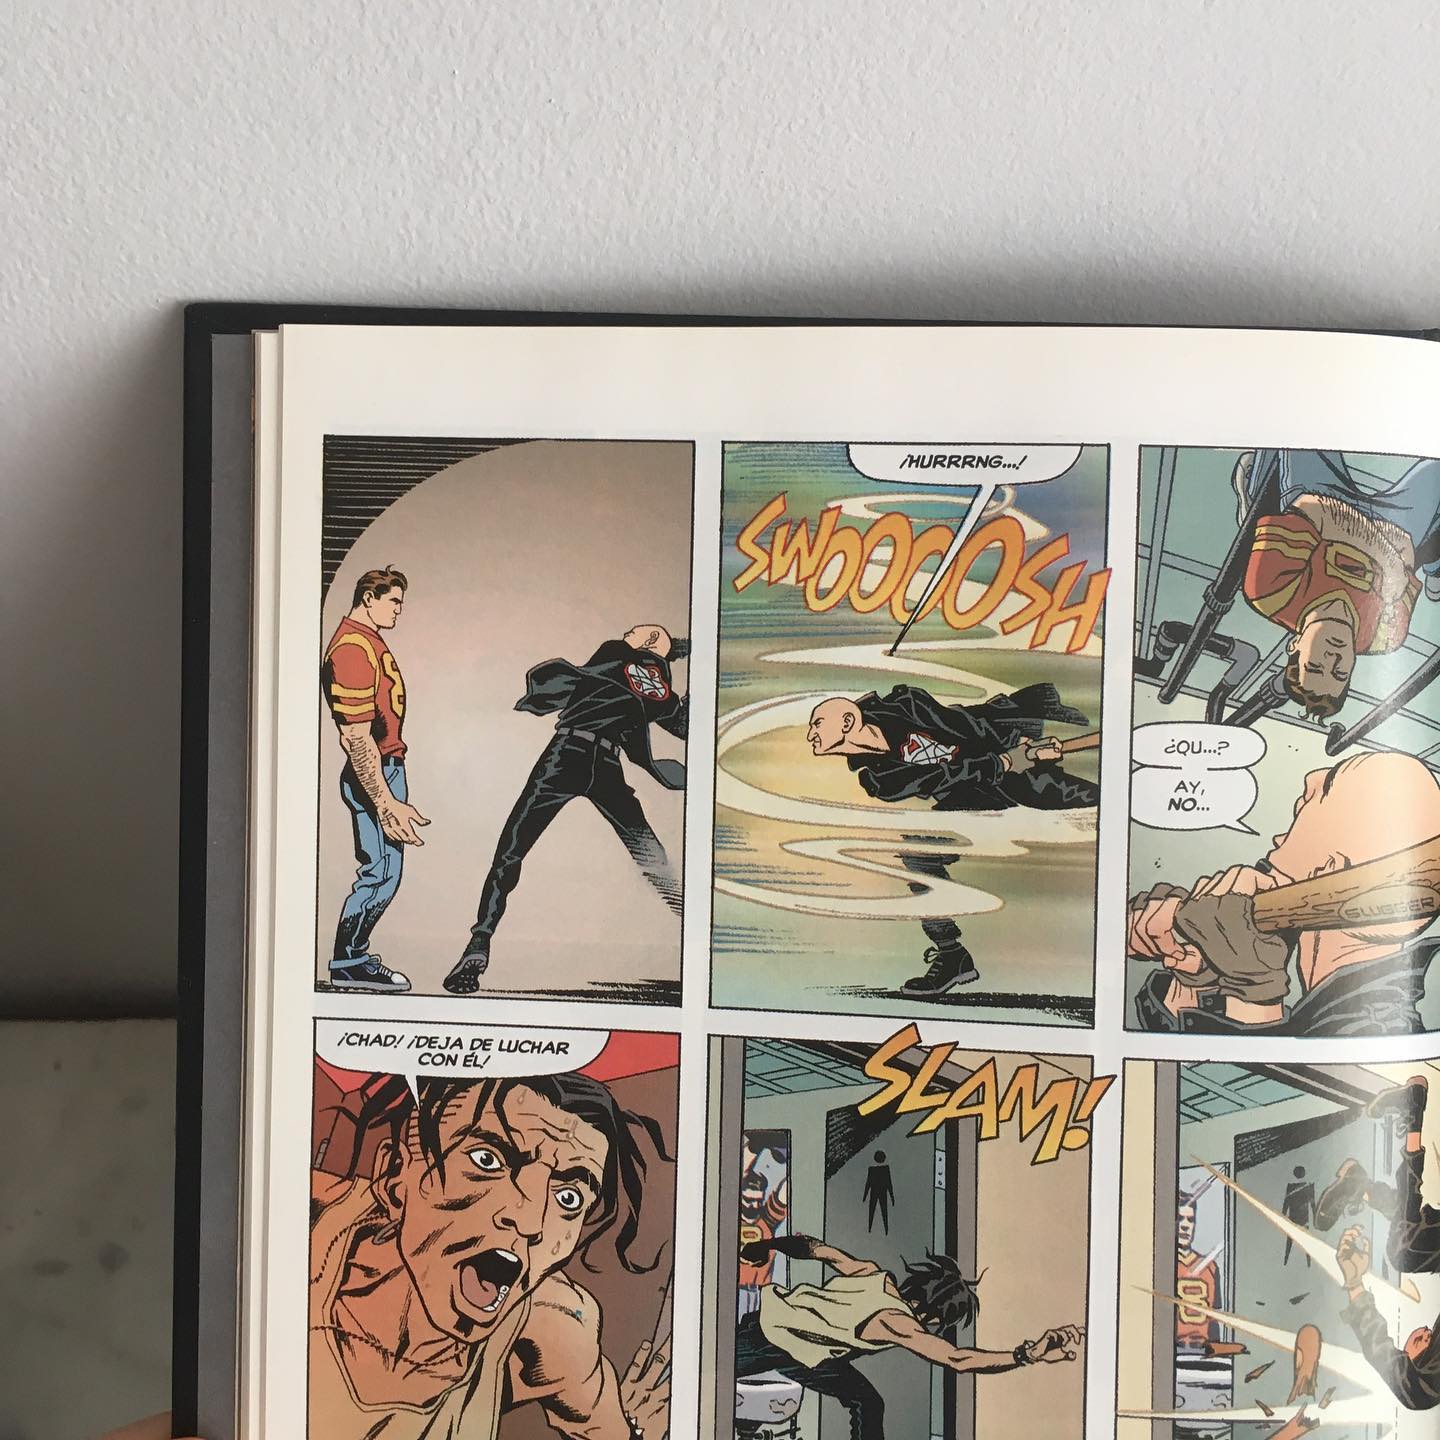 ¡HURRRNG...!
SWOOOOSH
¿QU...?
AY,
NO...
SLUGGER
¡CHAD! ¡DEJA DE LUCHAR
CON ÉL!
SLAM!